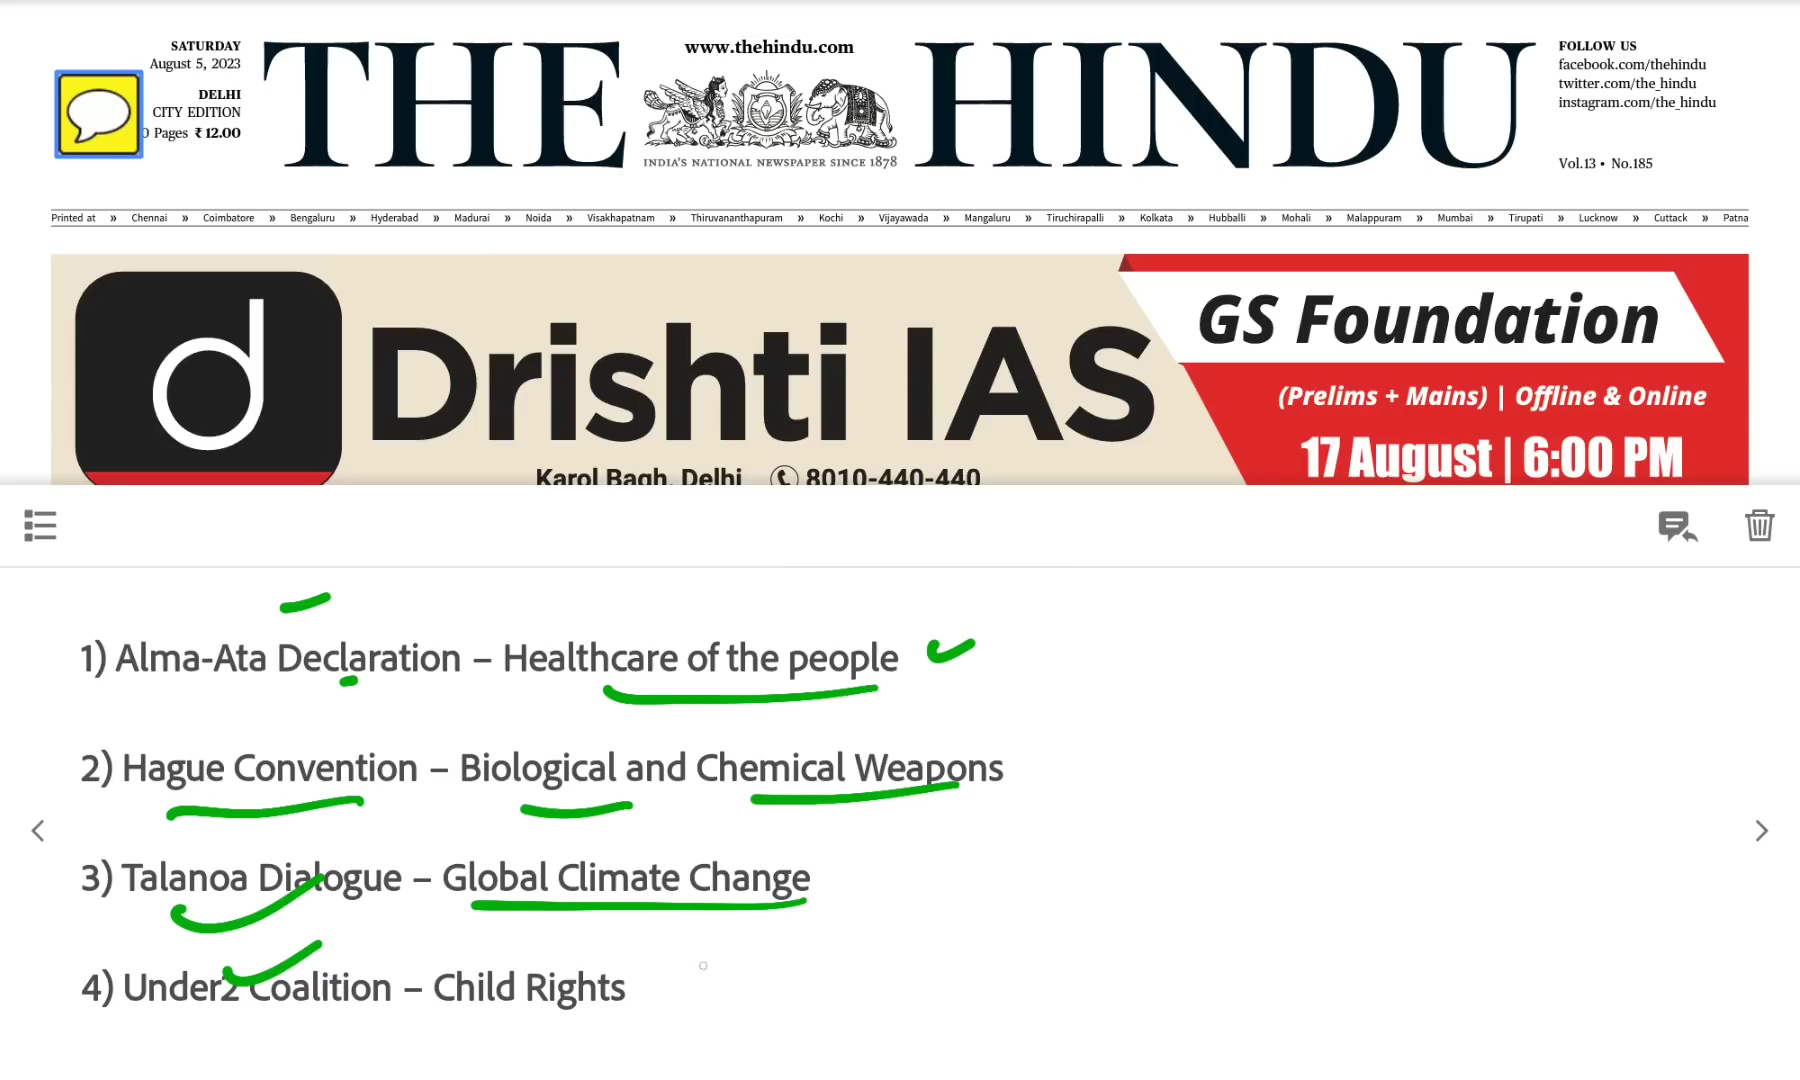 SATURDAY
August 5, 2023
DELHI
CITY EDITION
Pages ₹ 12.00
THE HINDU
www.thehindu.com
INDIA'S NATIONAL NEWSPAPER SINCE 1878
FOLLOW US
facebook.com/thehindu
twitter.com/the_hindu
instagram.com/the_hindu
Vol.13 • No.185
Printed at » Chennai » Coimbatore » Bengaluru » Hyderabad » Madurai » Noida » Visakhapatnam » Thiruvananthapuram » Kochi » Vijayawada » Mangaluru » Tiruchirapalli » Kolkata » Hubballi » Mohali » Malappuram » Mumbai » Tirupati » Lucknow » Cuttack » Patna
d Drishti IAS
Karol Bagh, Delhi 8010-440-440
GS Foundation
(Prelims + Mains) | Offline & Online
17 August | 6:00 PM
1) Alma-Ata Declaration – Healthcare of the people
2) Hague Convention – Biological and Chemical Weapons
3) Talanoa Dialogue – Global Climate Change
4) Under2 Coalition – Child Rights